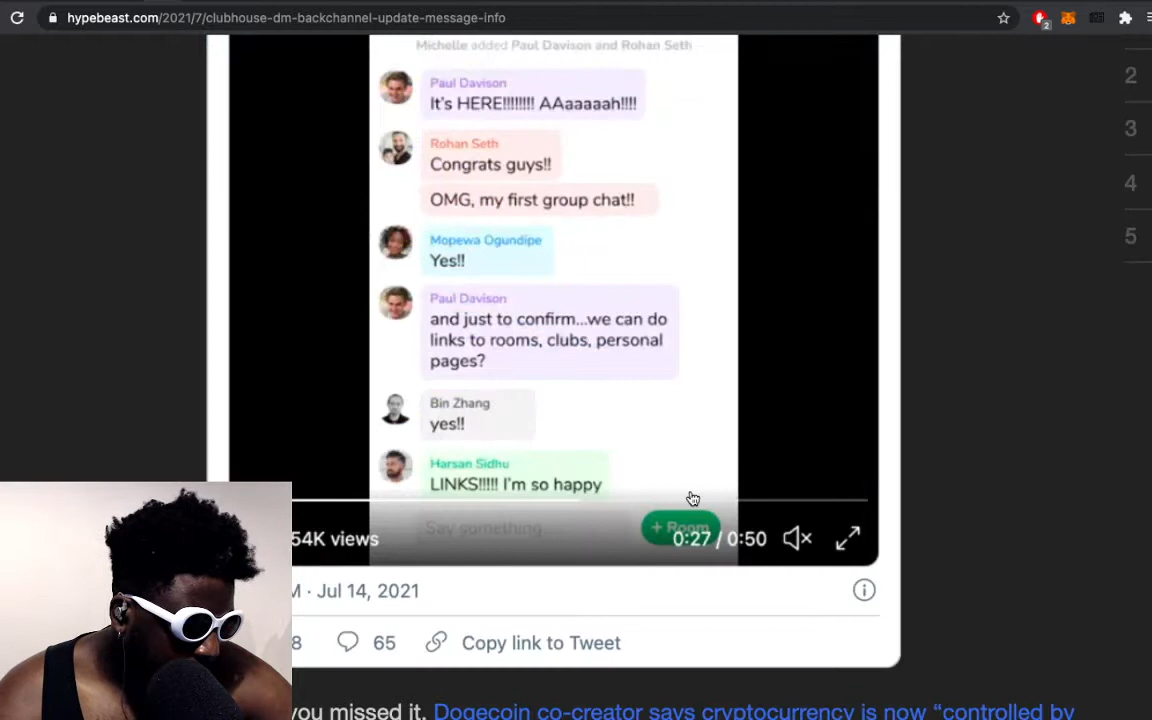 hypebeast.com/2021/7/clubhouse-dm-backchannel-update-message-info
2
Michelle added Paul Davison and Rohan Seth
2
Paul Davison
It's HERE!!!!!!!! AAaaaaah!!!!
3
Rohan Seth
Congrats guys!!
4
OMG, my first group chat!!
5
Mopewa Ogundipe
Yes!!
Paul Davison
and just to confirm...we can do
links to rooms, clubs, personal
pages?
Bin Zhang
yes!!
Harsan Sidhu
LINKS!!!!! I'm so happy
Say something
+ Room
54K views
0:27 / 0:50
M · Jul 14, 2021
8
65
Copy link to Tweet
you missed it, Dogecoin co-creator says cryptocurrency is now "controlled by